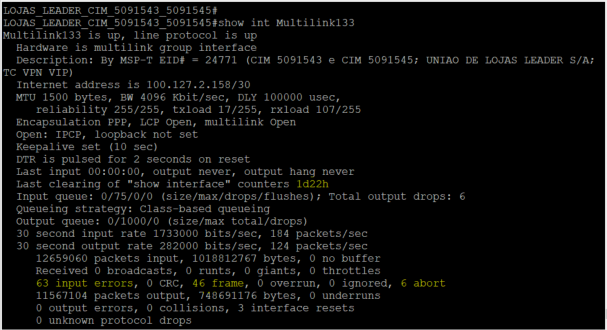 LOJAS_LEADER_CIM_5091543_5091545#
LOJAS_LEADER_CIM_5091543_5091545#show int Multilink133
Multilink133 is up, line protocol is up
Hardware is multilink group interface
Description: By MSP-T EID# = 24771 (CIM 5091543 e CIM 5091545; UNIAO DE LOJAS LEADER S/A;
TC VPN VIP)
Internet address is 100.127.2.158/30
MTU 1500 bytes, BW 4096 Kbit/sec, DLY 100000 usec,
reliability 255/255, txload 17/255, rxload 107/255
Encapsulation PPP, LCP Open, multilink Open
Open: IPCP, loopback not set
Keepalive set (10 sec)
DTR is pulsed for 2 seconds on reset
Last input 00:00:00, output never, output hang never
Last clearing of "show interface" counters 1d22h
Input queue: 0/75/0/0 (size/max/drops/flushes); Total output drops: 6
Queueing strategy: Class-based queueing
Output queue: 0/1000/0 (size/max total/drops)
30 second input rate 1733000 bits/sec, 184 packets/sec
30 second output rate 282000 bits/sec, 124 packets/sec
12659060 packets input, 1018812767 bytes, 0 no buffer
Received 0 broadcasts, 0 runts, 0 giants, 0 throttles
63 input errors, 0 CRC, 46 frame, 0 overrun, 0 ignored, 6 abort
11567104 packets output, 748691176 bytes, 0 underruns
0 output errors, 0 collisions, 3 interface resets
0 unknown protocol drops